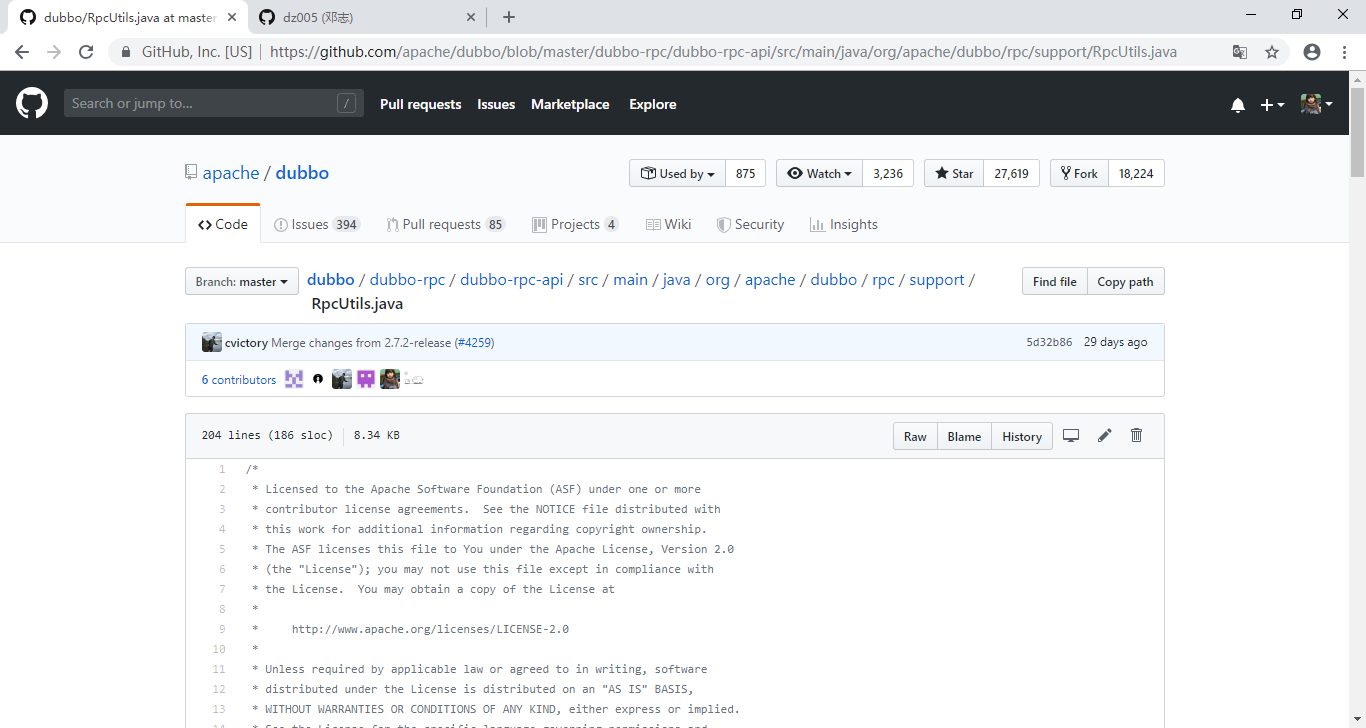 dubbo/RpcUtils.java at master
dz005 (邓志)
GitHub, Inc. [US] | https://github.com/apache/dubbo/blob/master/dubbo-rpc/dubbo-rpc-api/src/main/java/org/apache/dubbo/rpc/support/RpcUtils.java
Search or jump to... / Pull requests Issues Marketplace Explore
apache / dubbo Used by 875 Watch 3,236 Star 27,619 Fork 18,224
Code Issues 394 Pull requests 85 Projects 4 Wiki Security Insights
Branch: master dubbo / dubbo-rpc / dubbo-rpc-api / src / main / java / org / apache / dubbo / rpc / support / Find file Copy path
RpcUtils.java
cvictory Merge changes from 2.7.2-release (#4259) 5d32b86 29 days ago
6 contributors
204 lines (186 sloc) 8.34 KB Raw Blame History
1 /*
2 * Licensed to the Apache Software Foundation (ASF) under one or more
3 * contributor license agreements.  See the NOTICE file distributed with
4 * this work for additional information regarding copyright ownership.
5 * The ASF licenses this file to You under the Apache License, Version 2.0
6 * (the "License"); you may not use this file except in compliance with
7 * the License.  You may obtain a copy of the License at
8 *
9 *     http://www.apache.org/licenses/LICENSE-2.0
10 *
11 * Unless required by applicable law or agreed to in writing, software
12 * distributed under the License is distributed on an "AS IS" BASIS,
13 * WITHOUT WARRANTIES OR CONDITIONS OF ANY KIND, either express or implied.
14 * See the License for the specific language governing permissions and